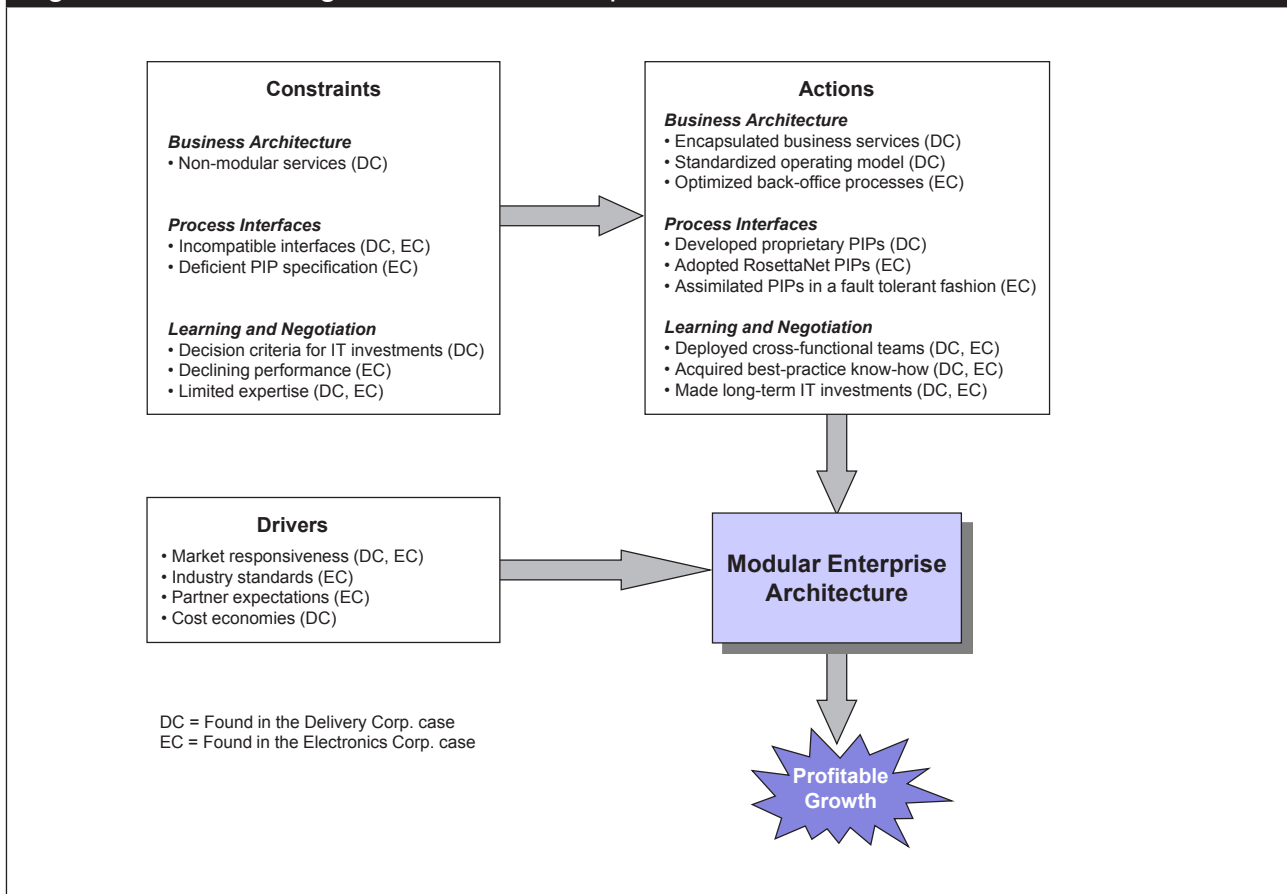 Constraints
Business Architecture
• Non-modular services (DC)
Process Interfaces
• Incompatible interfaces (DC, EC)
• Deficient PIP specification (EC)
Learning and Negotiation
• Decision criteria for IT investments (DC)
• Declining performance (EC)
• Limited expertise (DC, EC)
Actions
Business Architecture
• Encapsulated business services (DC)
• Standardized operating model (DC)
• Optimized back-office processes (EC)
Process Interfaces
• Developed proprietary PIPs (DC)
• Adopted RosettaNet PIPs (EC)
• Assimilated PIPs in a fault tolerant fashion (EC)
Learning and Negotiation
• Deployed cross-functional teams (DC, EC)
• Acquired best-practice know-how (DC, EC)
• Made long-term IT investments (DC, EC)
Drivers
• Market responsiveness (DC, EC)
• Industry standards (EC)
• Partner expectations (EC)
• Cost economies (DC)
Modular Enterprise
Architecture
DC = Found in the Delivery Corp. case
EC = Found in the Electronics Corp. case
Profitable
Growth